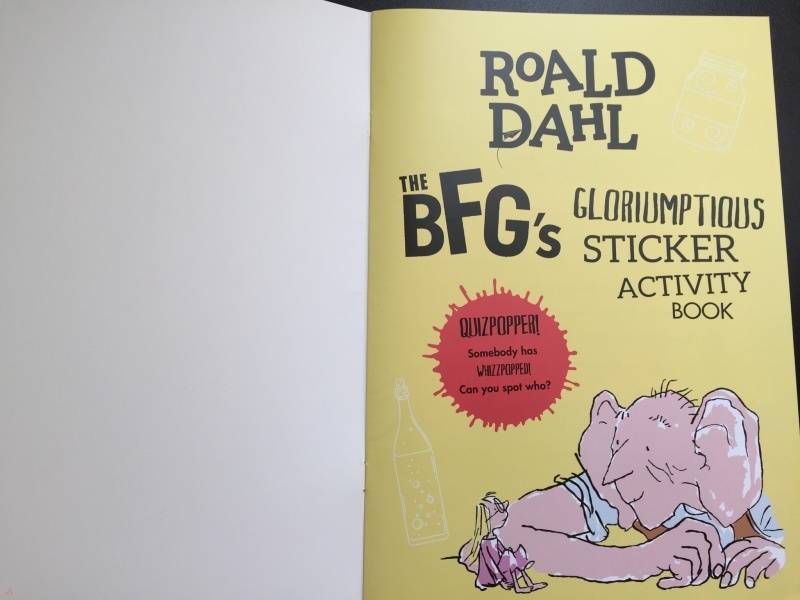 ROALD
DAHL
THE
BFG's
GLORIUMPTIOUS
STICKER
ACTIVITY
BOOK
QUIZPOPPER!
Somebody has
WHIZZPOPPED!
Can you spot who?